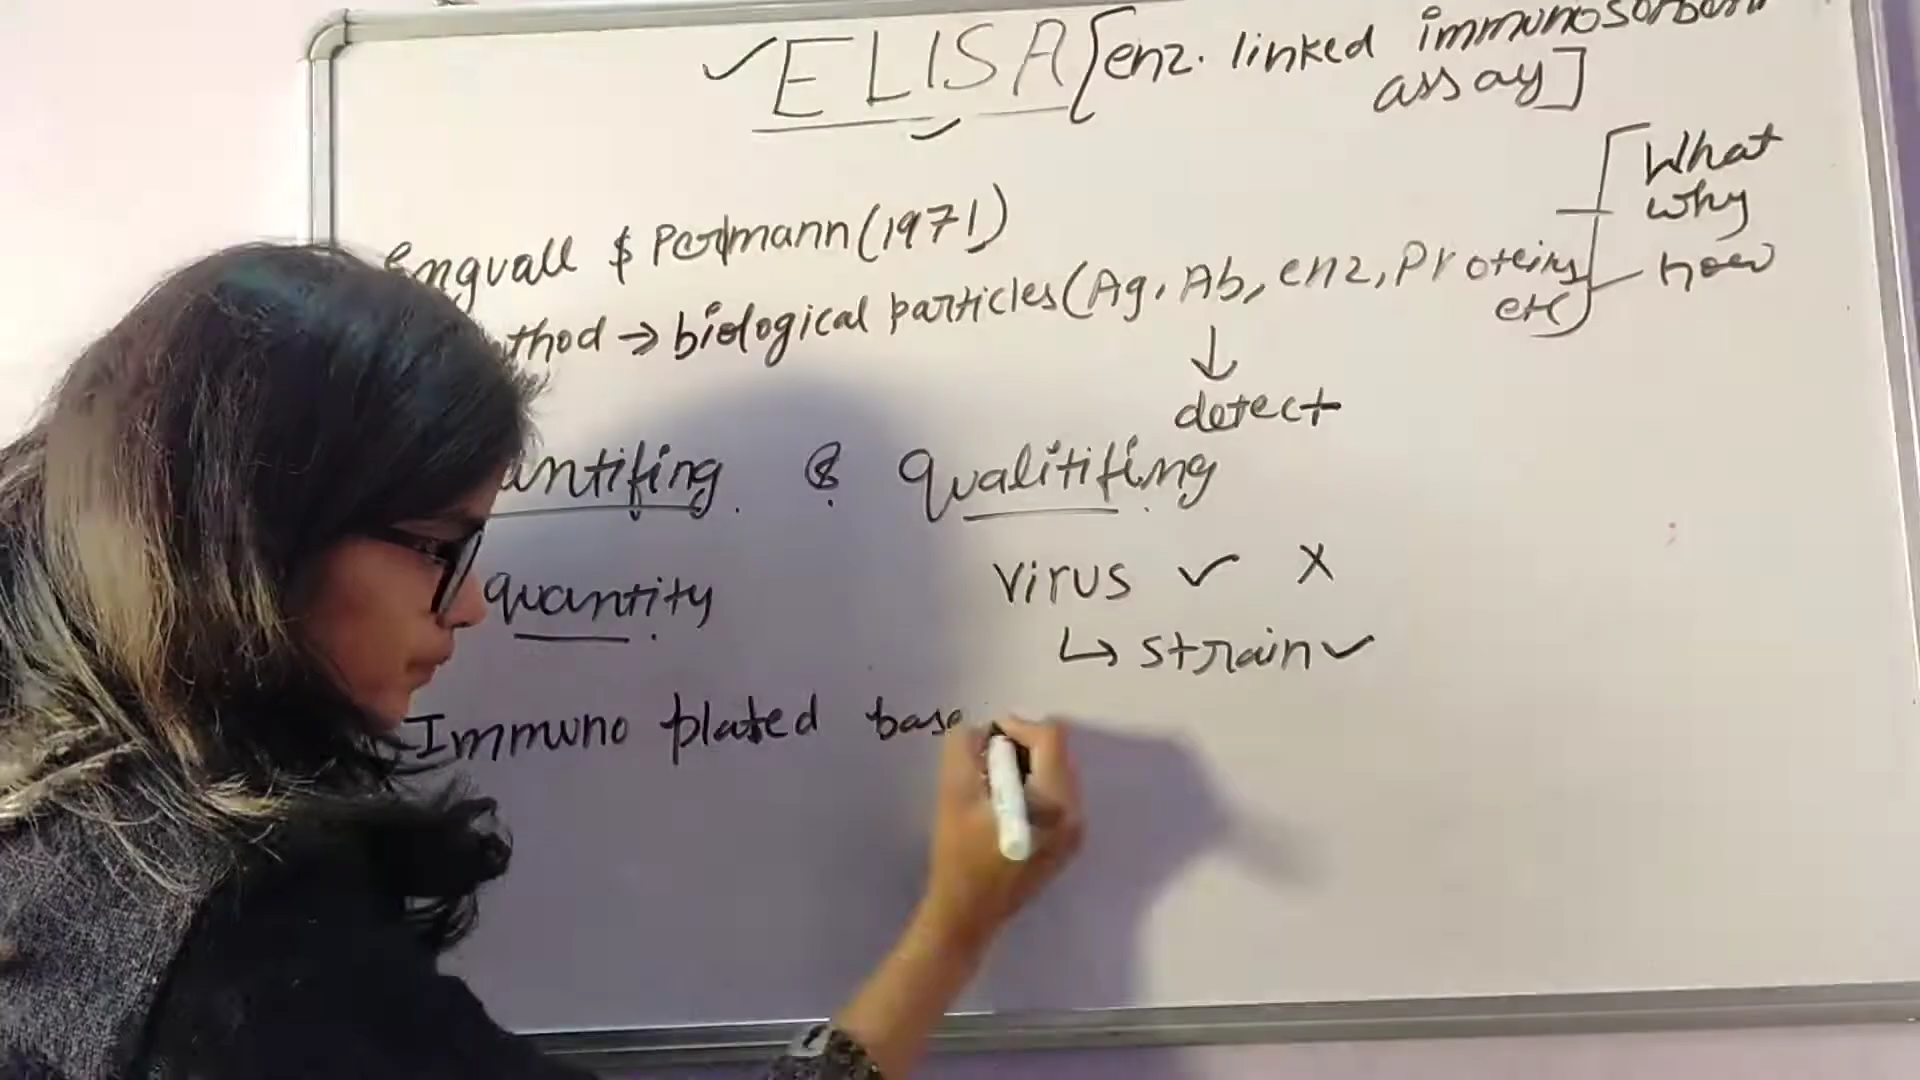 ✓ELISA [enz. linked immunosorbent
assay]
What
why
how
Engvall $ Perlmann (1971)
thod → biological particles (Ag, Ab, enz, Proteins
etc)
↓
detect
antifing & qualitifing
quantity
virus ✓ X
↳ strain ✓
Immuno plated base